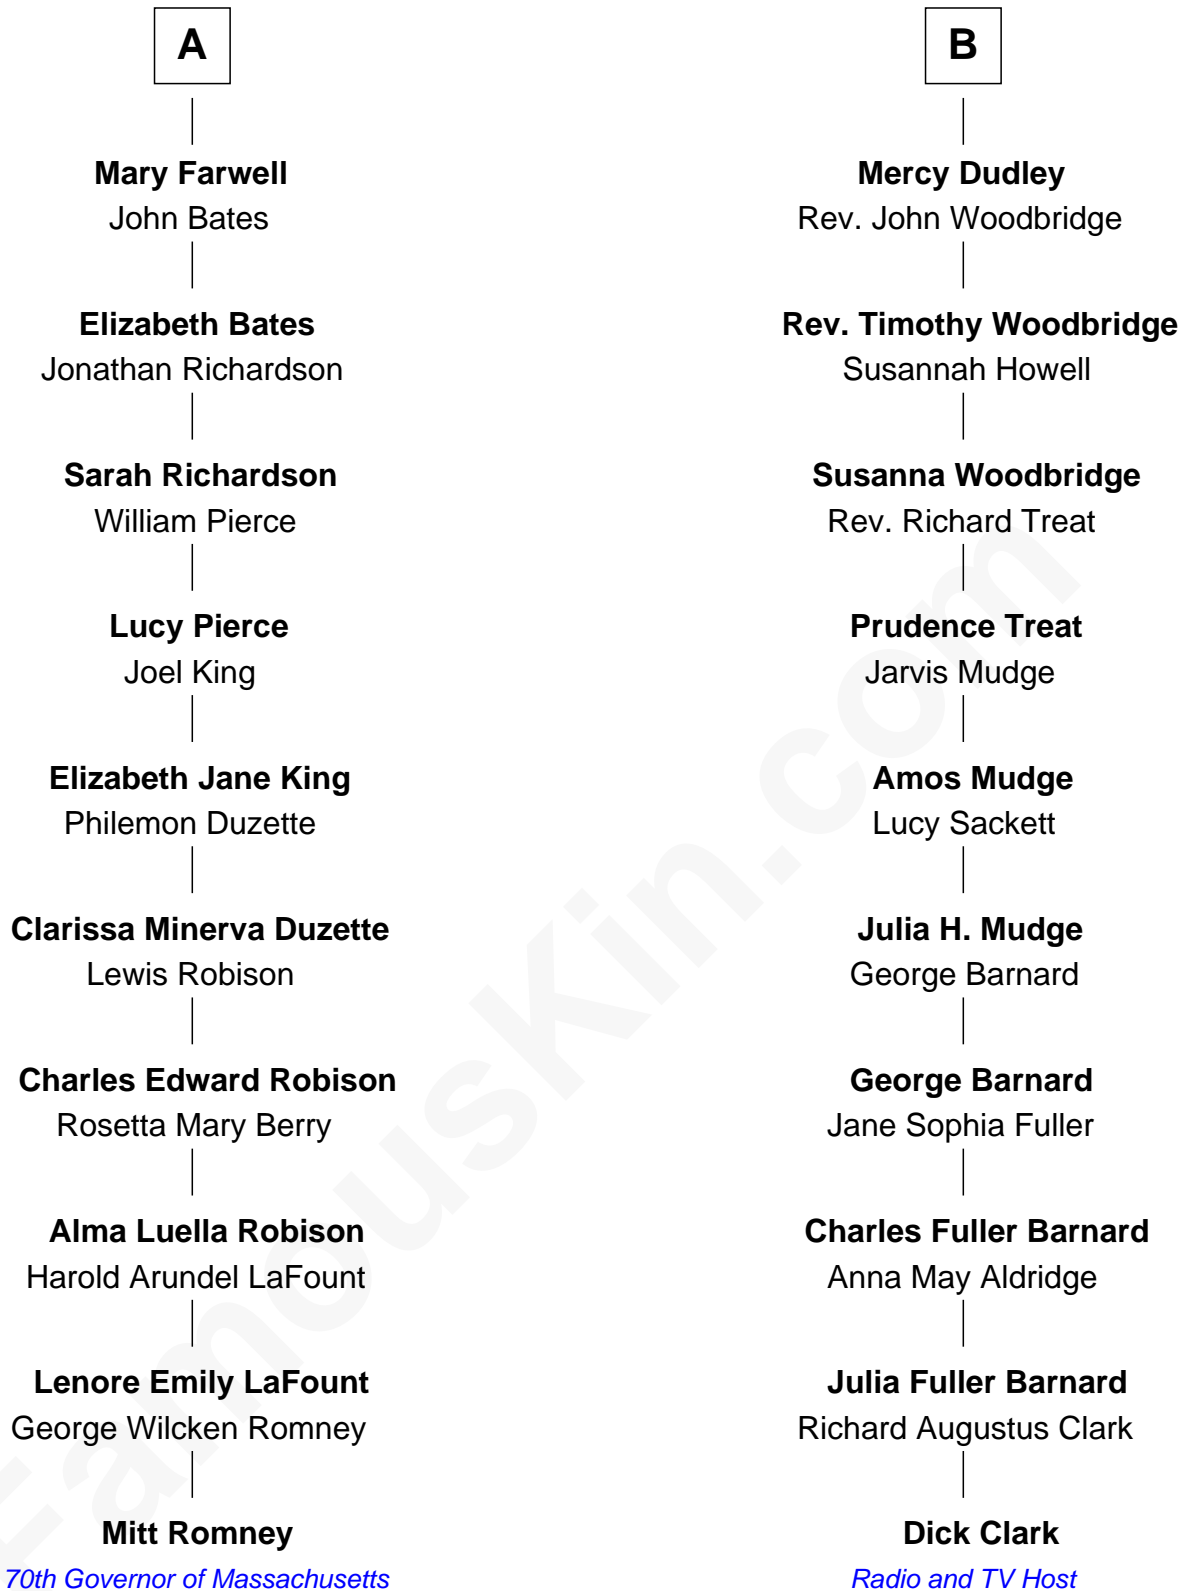 A
Mary Farwell
John Bates
Elizabeth Bates
Jonathan Richardson
Sarah Richardson
William Pierce
Lucy Pierce
Joel King
Elizabeth Jane King
Philemon Duzette
Clarissa Minerva Duzette
Lewis Robison
Charles Edward Robison
Rosetta Mary Berry
Alma Luella Robison
Harold Arundel LaFount
Lenore Emily LaFount
George Wilcken Romney
Mitt Romney
70th Governor of Massachusetts
B
Mercy Dudley
Rev. John Woodbridge
Rev. Timothy Woodbridge
Susannah Howell
Susanna Woodbridge
Rev. Richard Treat
Prudence Treat
Jarvis Mudge
Amos Mudge
Lucy Sackett
Julia H. Mudge
George Barnard
George Barnard
Jane Sophia Fuller
Charles Fuller Barnard
Anna May Aldridge
Julia Fuller Barnard
Richard Augustus Clark
Dick Clark
Radio and TV Host
FamousKin.com